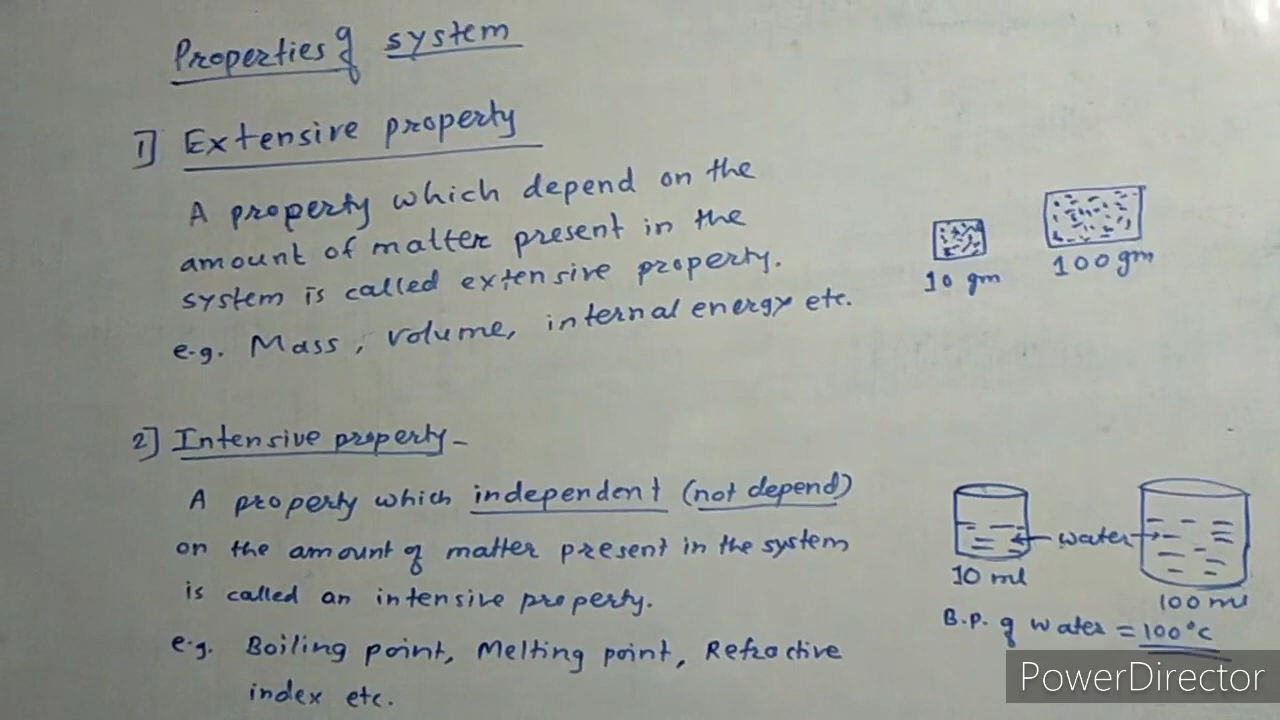 Properties of system
1] Extensive property
A property which depend on the
amount of matter present in the
system is called extensive property.
e.g. Mass, volume, internal energy etc.
10 gm
100 gm
2] Intensive property-
A property which independent (not depend)
on the amount of matter present in the system
is called an intensive property.
e.g. Boiling point, Melting point, Refractive
index etc.
water
10 ml
100 ml
B.P. of water = 100°C
PowerDirector